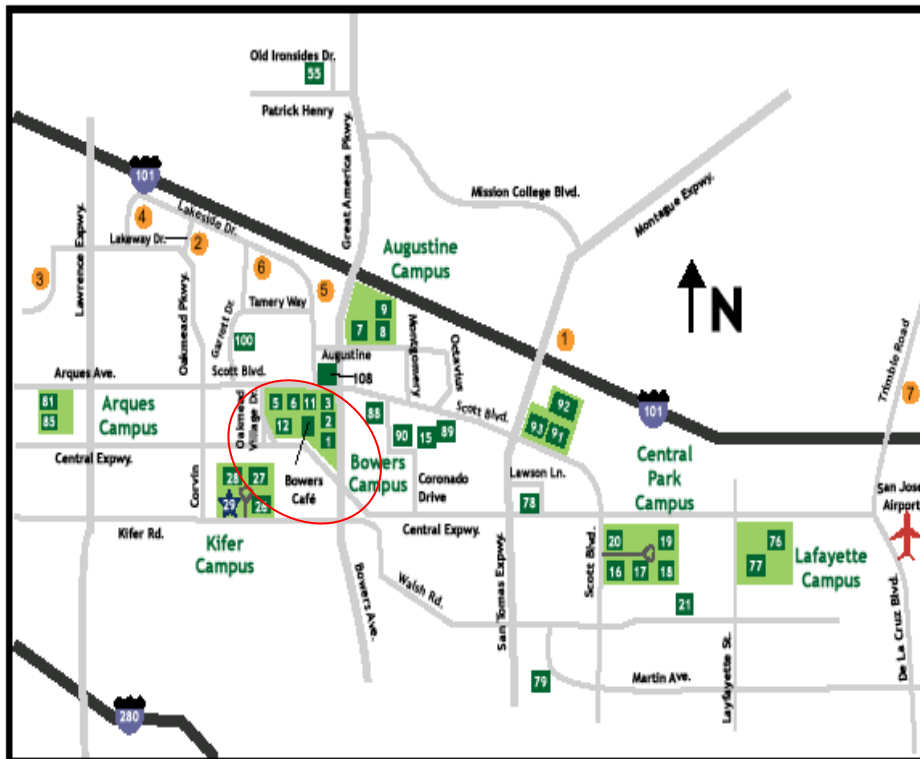 Old Ironsides Dr.
55
Patrick Henry
101
Great America Pkwy.
Mission College Blvd.
Montague Expwy.
4
Lakeside Dr.
Lakeway Dr.
2
3
6
5
Lawrence Expwy.
Oakmead Pkwy.
Garrett Dr.
Tamery Way
Augustine
Campus
9
7
8
N
1
Trimble Road
7
100
Augustine
108
Montgomery
Octavius
Scott Blvd.
Arques Ave.
81
85
Arques
Campus
Oakmead
Village Dr.
5
6
11
3
12
2
1
88
90
15
89
Scott Blvd.
92
93
91
101
Central Expwy.
Corvin
28
27
29
26
Bowers
Café
Bowers
Campus
Coronado
Drive
Lawson Ln.
78
Central
Park
Campus
San Jose
Airport
Kifer Rd.
Kifer
Campus
Central Expwy.
20
19
16
17
18
76
77
Lafayette
Campus
Bowers Ave.
Walsh Rd.
San Tomas Expwy.
Scott Blvd.
21
Layfayette St.
De La Cruz Blvd.
79
Martin Ave.
280